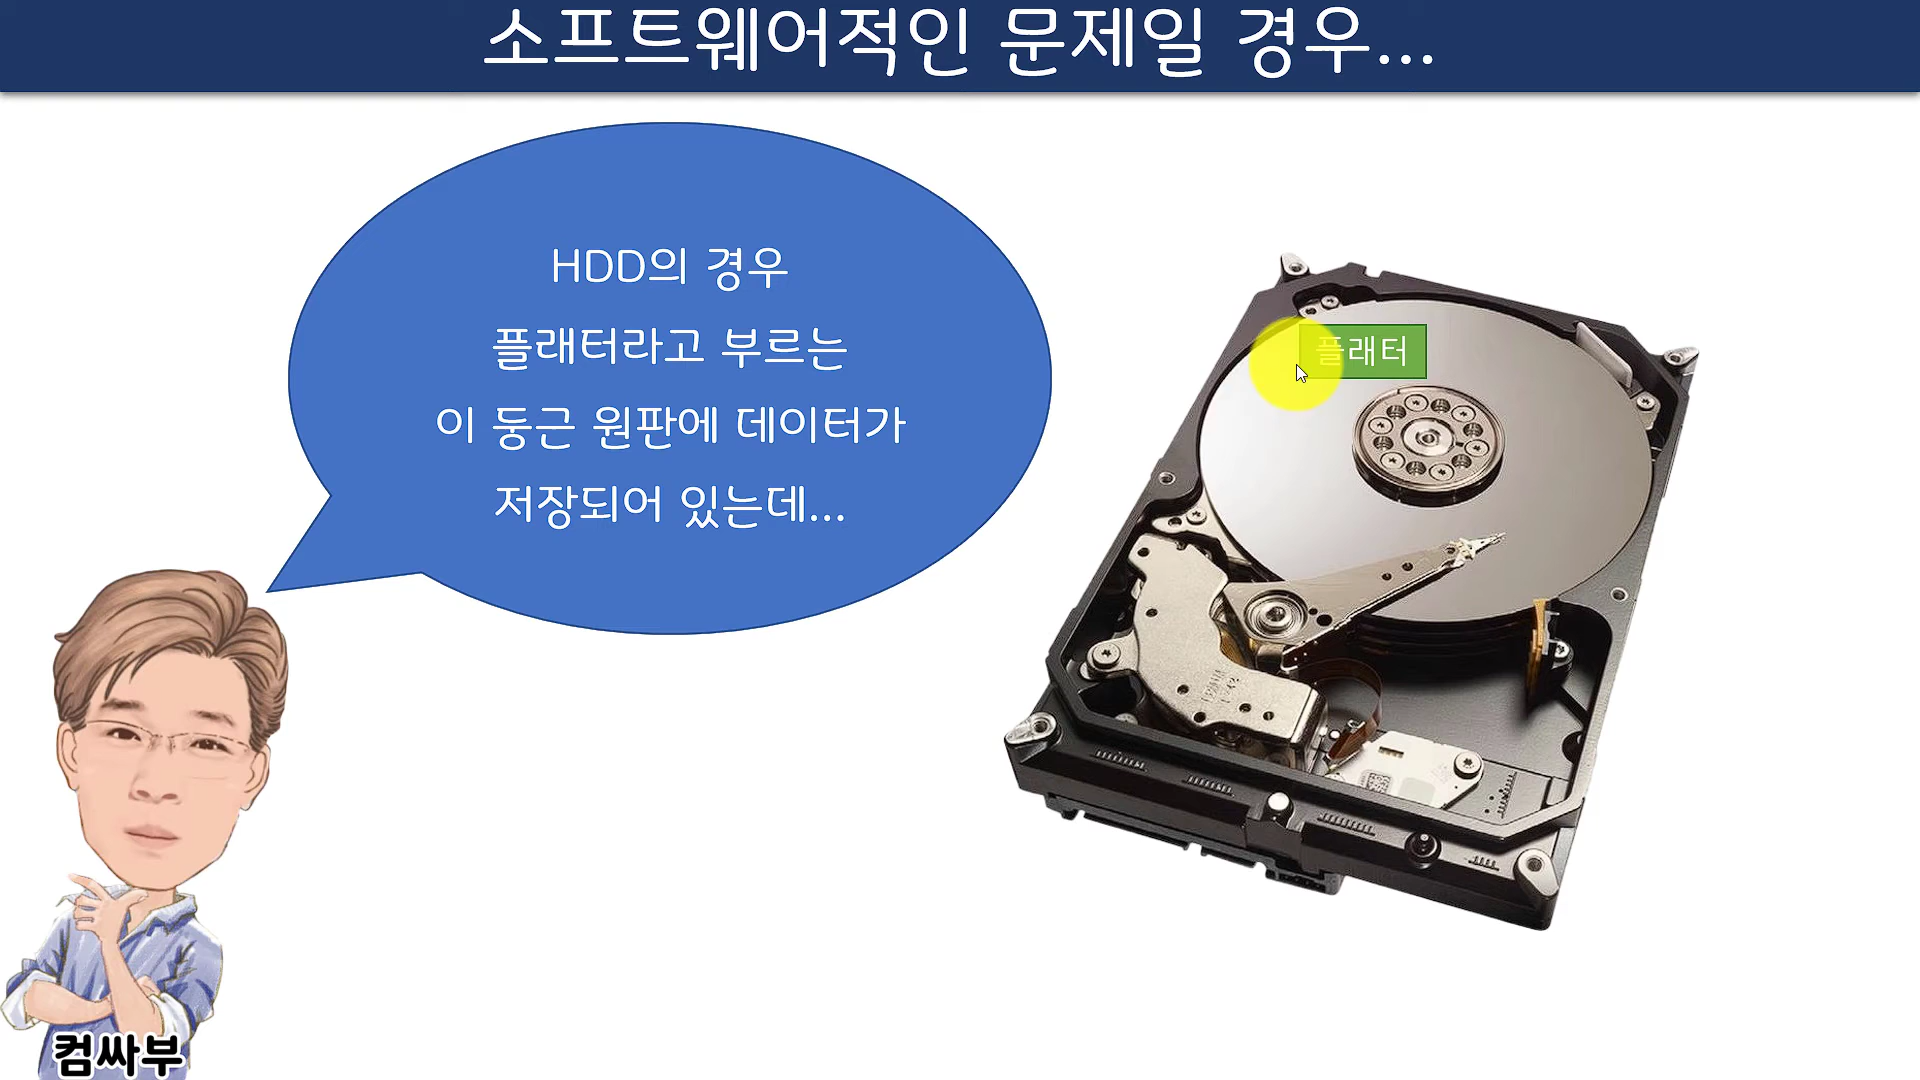 소프트웨어적인 문제일 경우...
HDD의 경우
플래터라고 부르는
이 둥근 원판에 데이터가
저장되어 있는데...
플래터
컴싸부